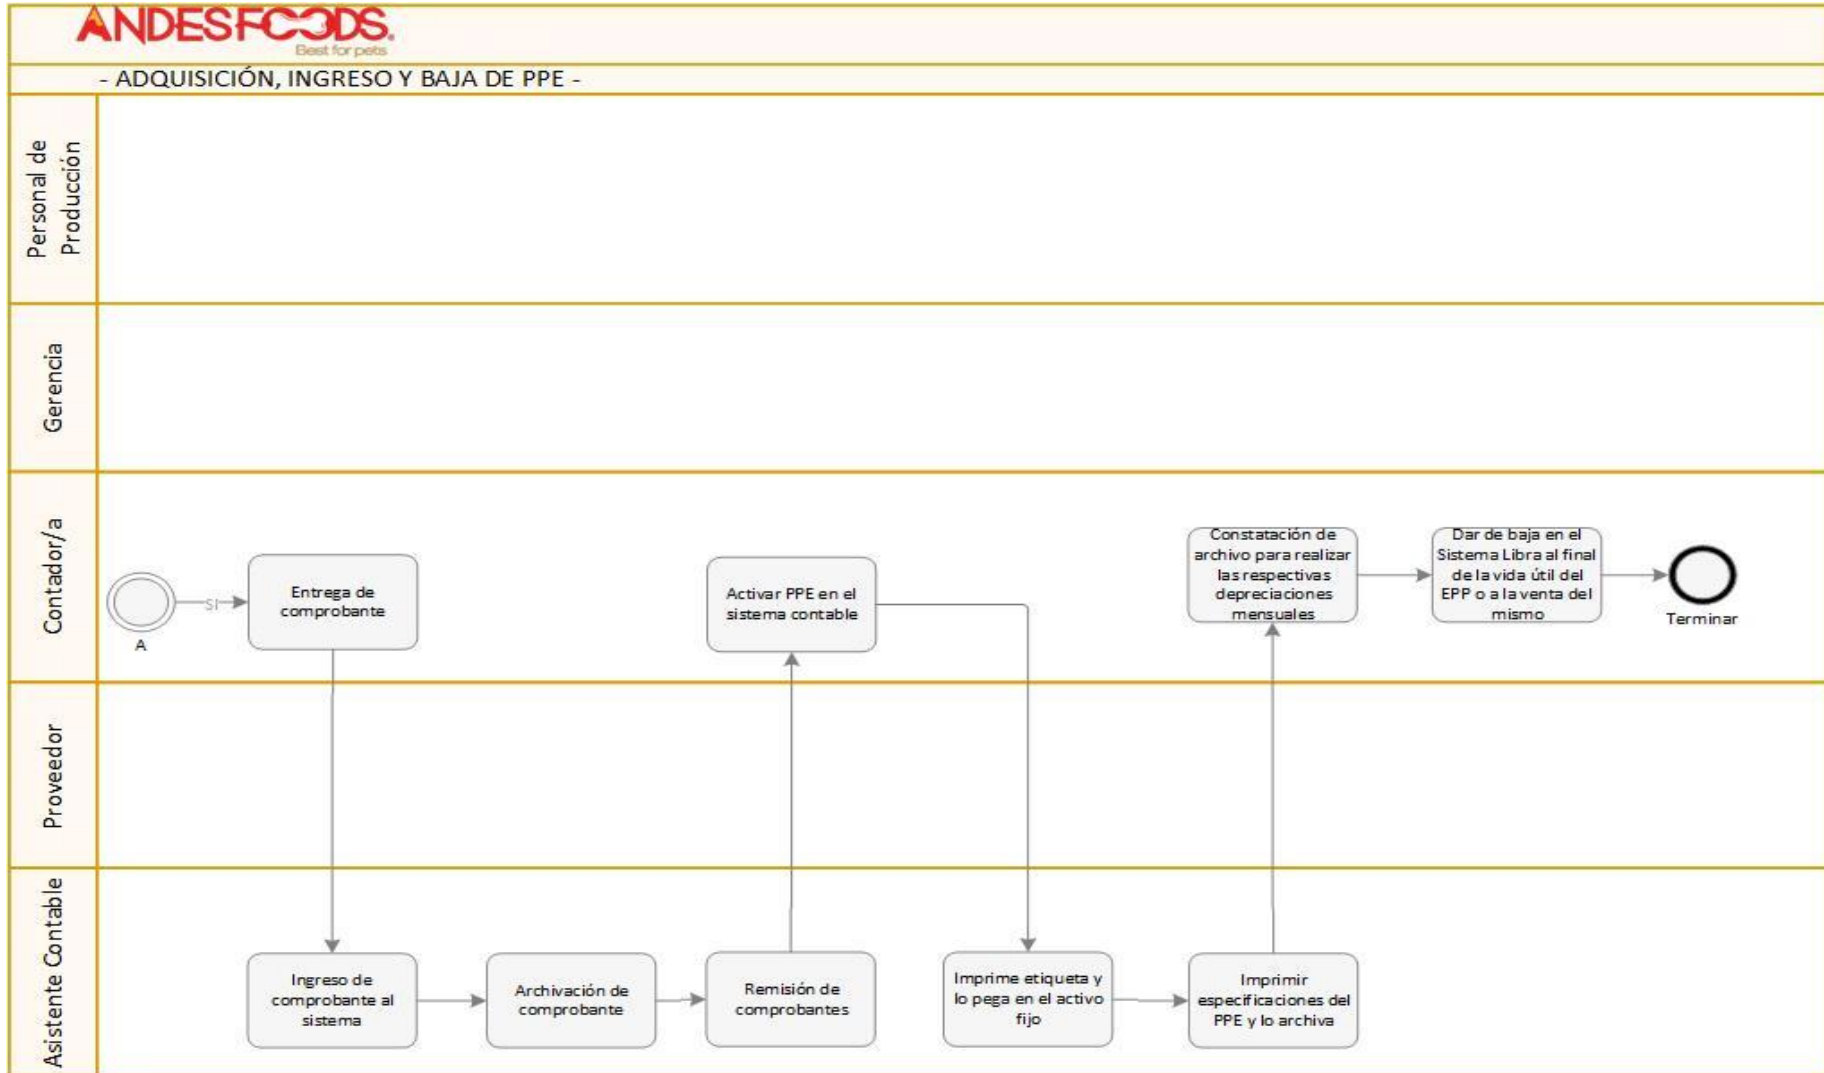 ANDESFOODS.
Best for pets
- ADQUISICIÓN, INGRESO Y BAJA DE PPE -
Personal de
Producción
Gerencia
Contador/a
A
SI
Entrega de
comprobante
Activar PPE en el
sistema contable
Constatación de
archivo para realizar
las respectivas
depreciaciones
mensuales
Dar de baja en el
Sistema Libra al final
de la vida útil del
EPP o a la venta del
mismo
Terminar
Proveedor
Asistente Contable
Ingreso de
comprobante al
sistema
Archivación de
comprobante
Remisión de
comprobantes
Imprime etiqueta y
lo pega en el activo
fijo
Imprimir
especificaciones del
PPE y lo archiva